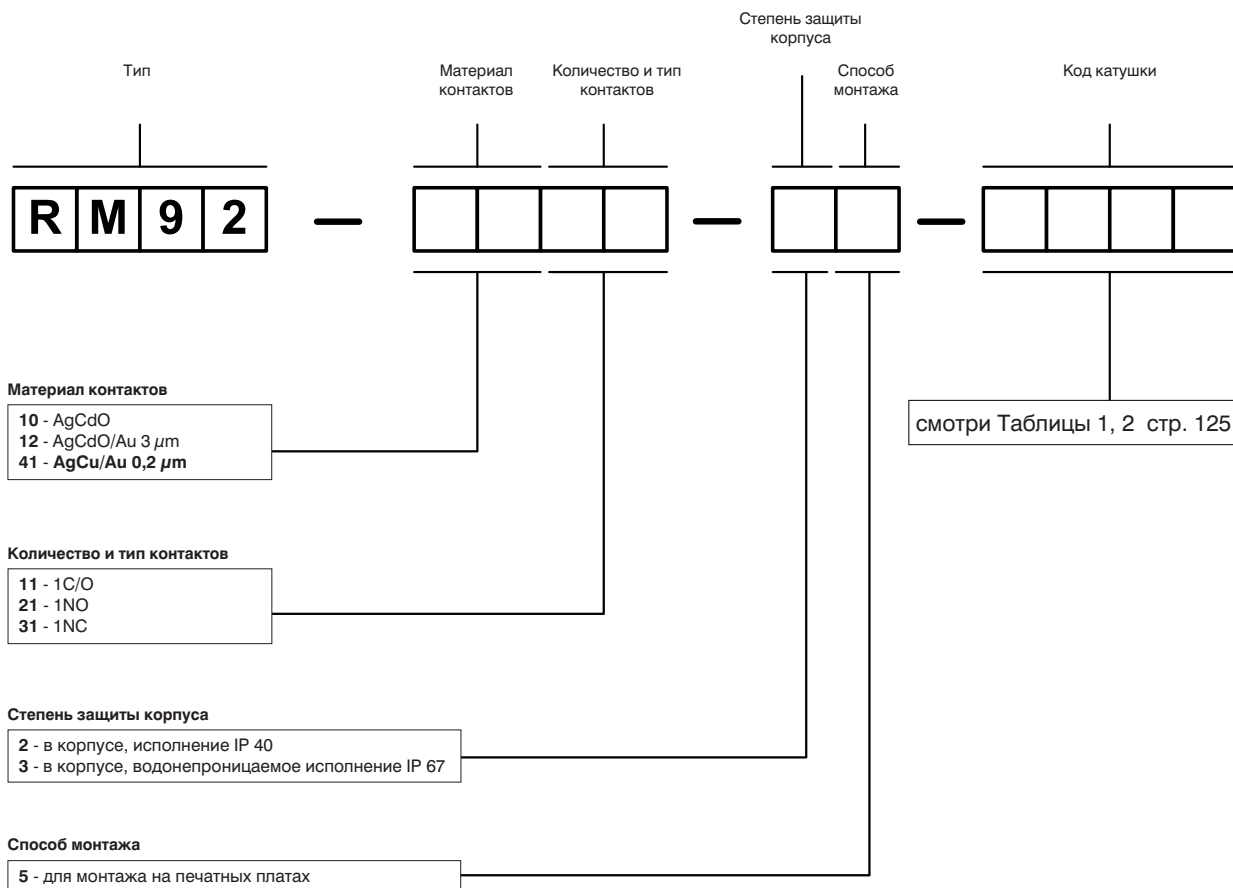 Степень защиты
корпуса
Тип
Материал
контактов
Количество и тип
контактов
Способ
монтажа
Код катушки
RM92 — — —
Материал контактов
10 - AgCdO
12 - AgCdO/Au 3 µm
41 - AgCu/Au 0,2 µm
смотри Таблицы 1, 2 стр. 125
Количество и тип контактов
11 - 1C/O
21 - 1NO
31 - 1NC
Степень защиты корпуса
2 - в корпусе, исполнение IP 40
3 - в корпусе, водонепроницаемое исполнение IP 67
Способ монтажа
5 - для монтажа на печатных платах